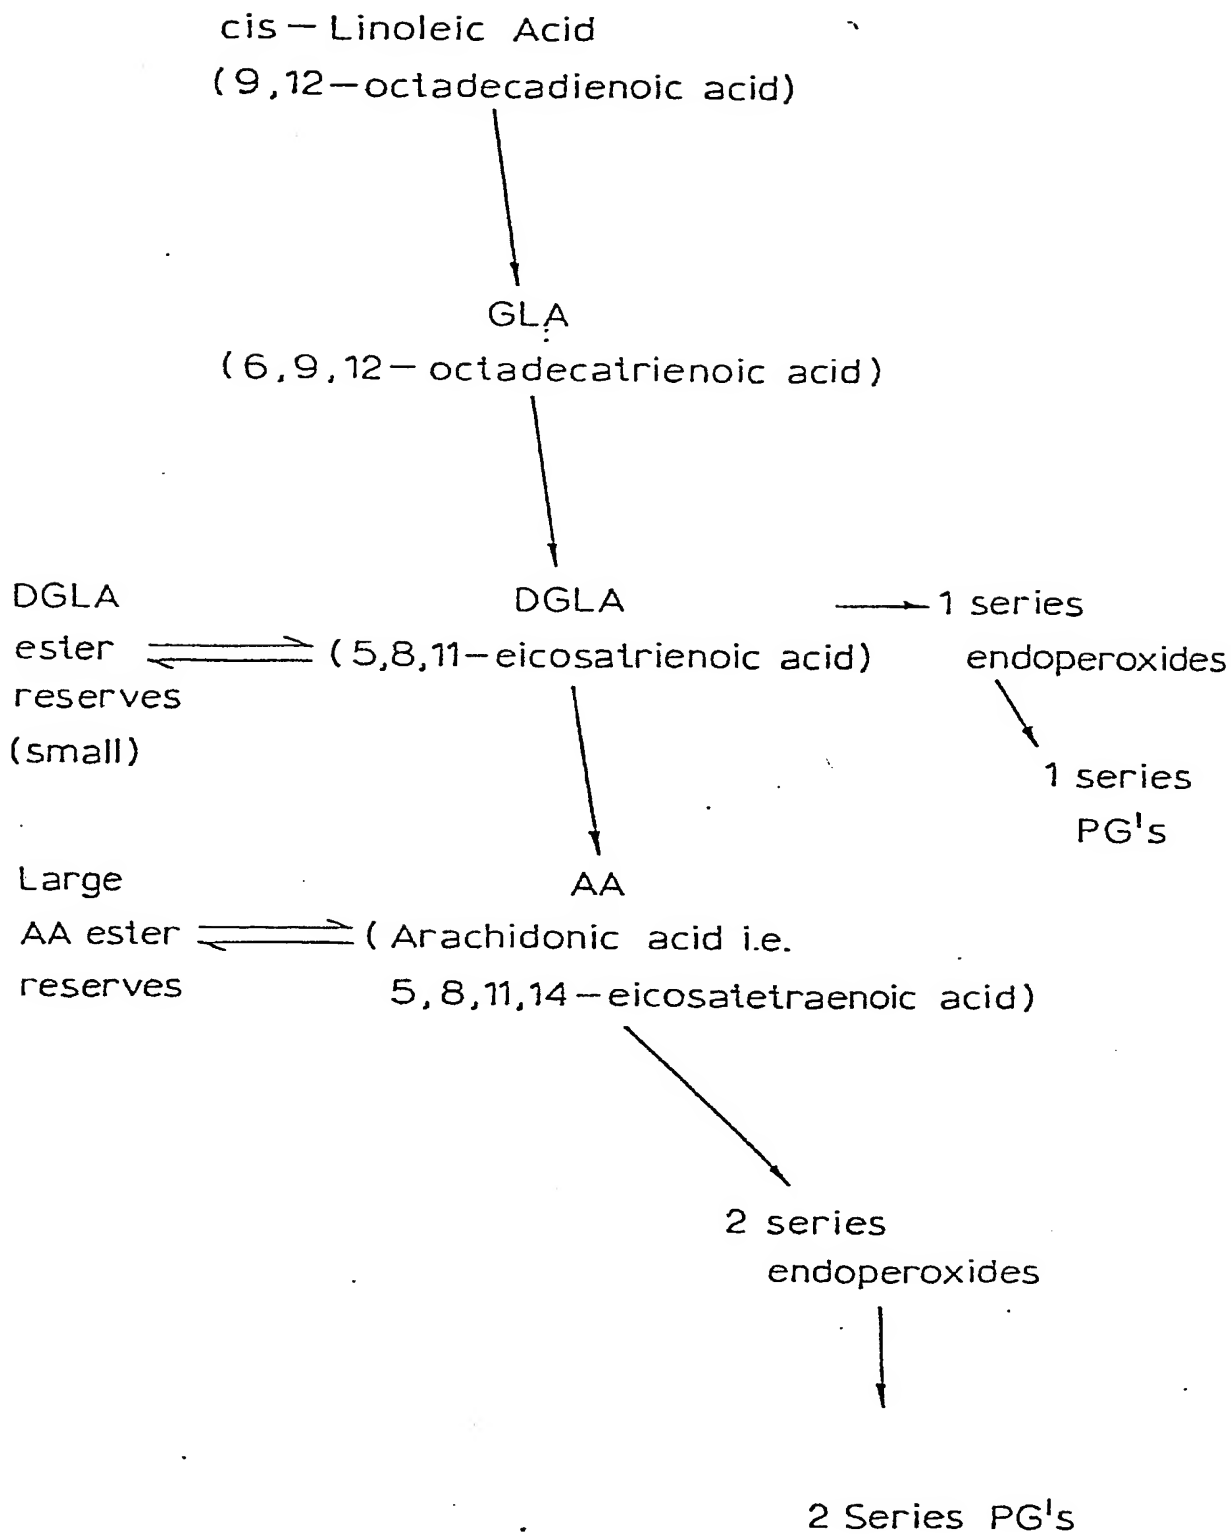 cis – Linoleic Acid
(9,12–octadecadienoic acid)
GLA
(6,9,12– octadecatrienoic acid)
DGLA
ester
reserves
(small)
DGLA
(5,8,11–eicosatrienoic acid)
1 series
endoperoxides
1 series
PG's
Large
AA ester
reserves
AA
( Arachidonic acid i.e.
5,8,11,14–eicosatetraenoic acid)
2 series
endoperoxides
2 Series PG's